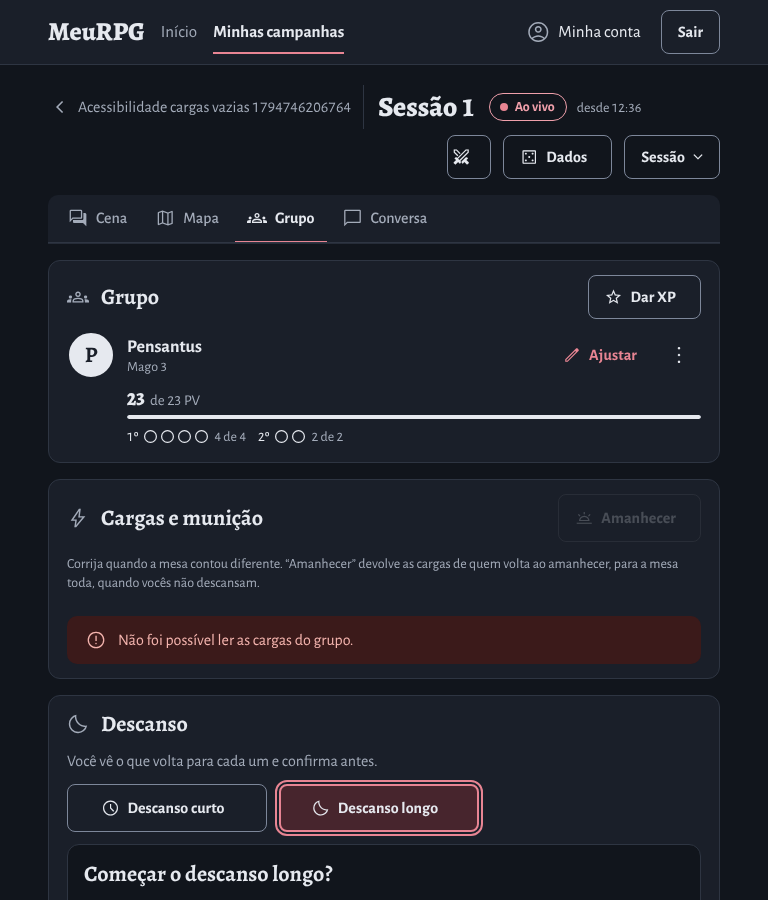 MeuRPG Início Minhas campanhas Minha conta Sair
Acessibilidade cargas vazias 1794746206764 Sessão 1 Ao vivo desde 12:36
Dados Sessão
Cena Mapa Grupo Conversa
Grupo Dar XP
P Pensantus Ajustar
Mago 3
23 de 23 PV
1º 4 de 4 2º 2 de 2
Cargas e munição Amanhecer
Corrija quando a mesa contou diferente. “Amanhecer” devolve as cargas de quem volta ao amanhecer, para a mesa
toda, quando vocês não descansam.
Não foi possível ler as cargas do grupo.
Descanso
Você vê o que volta para cada um e confirma antes.
Descanso curto Descanso longo
Começar o descanso longo?